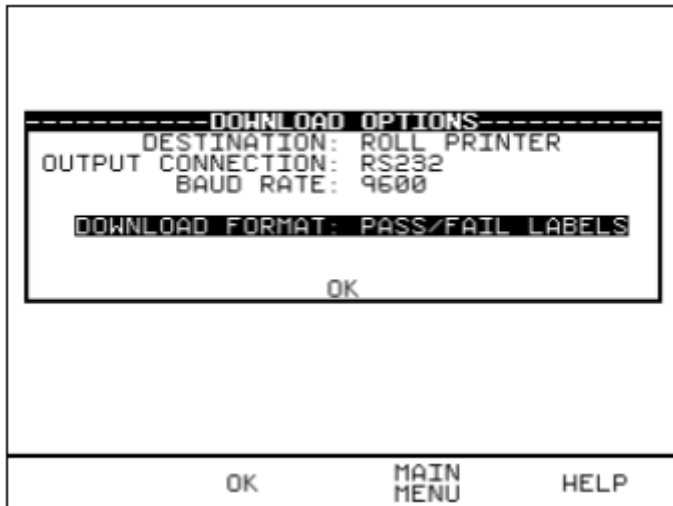 -----------DOWNLOAD OPTIONS-----------
DESTINATION: ROLL PRINTER
OUTPUT CONNECTION: RS232
BAUD RATE: 9600
DOWNLOAD FORMAT: PASS/FAIL LABELS
OK
OK
MAIN
MENU
HELP